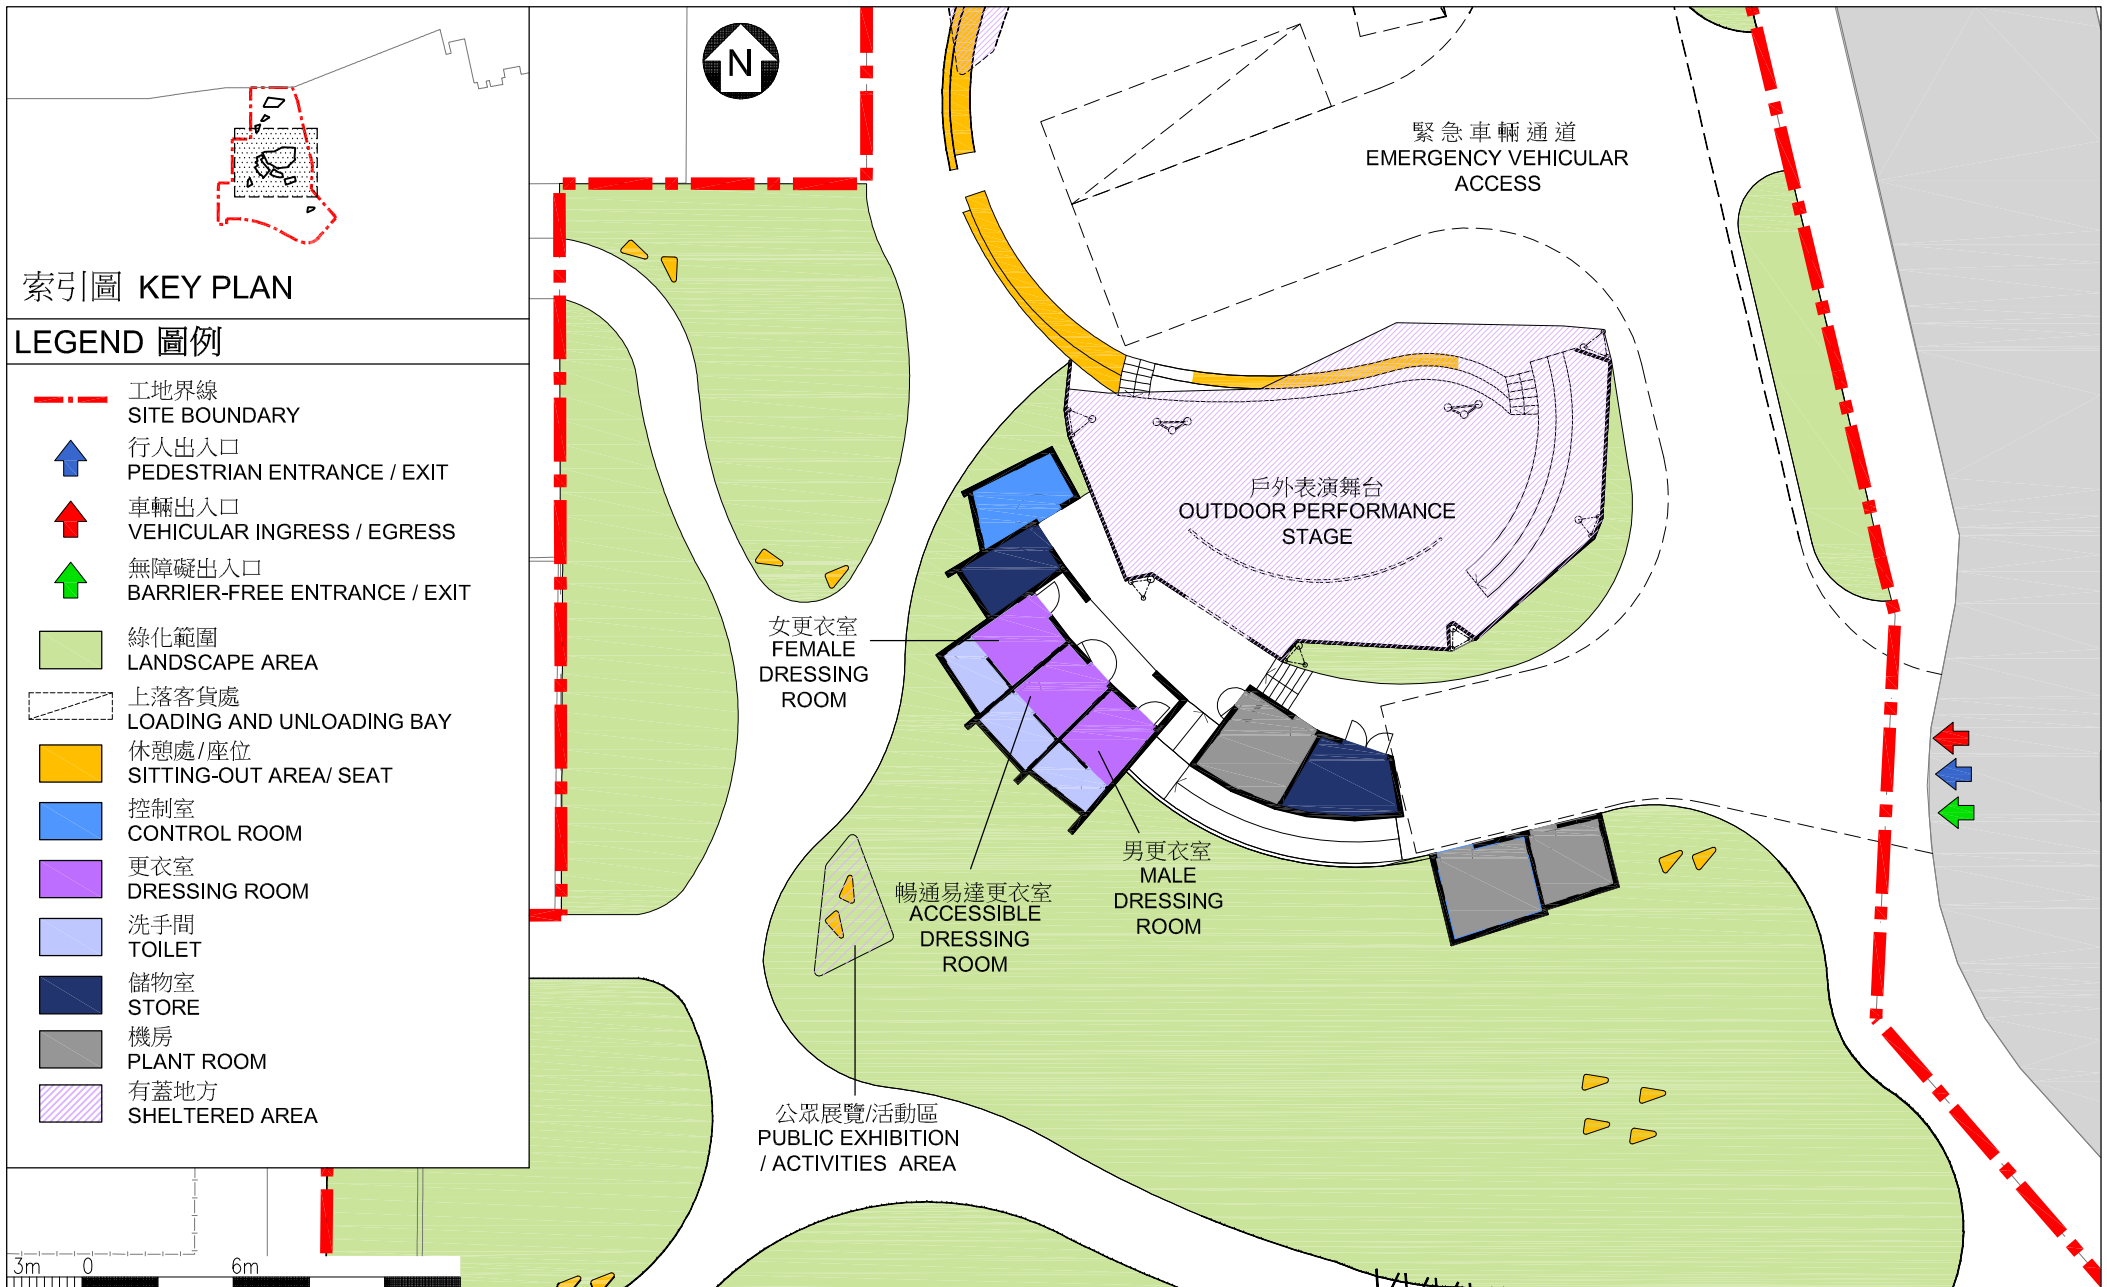 N
索引圖 KEY PLAN
LEGEND 圖例
工地界線
SITE BOUNDARY
行人出入口
PEDESTRIAN ENTRANCE / EXIT
車輛出入口
VEHICULAR INGRESS / EGRESS
無障礙出入口
BARRIER-FREE ENTRANCE / EXIT
綠化範圍
LANDSCAPE AREA
上落客貨處
LOADING AND UNLOADING BAY
休憩處/座位
SITTING-OUT AREA/ SEAT
控制室
CONTROL ROOM
更衣室
DRESSING ROOM
洗手間
TOILET
儲物室
STORE
機房
PLANT ROOM
有蓋地方
SHELTERED AREA
3m 0 6m
緊急車輛通道
EMERGENCY VEHICULAR
ACCESS
戶外表演舞台
OUTDOOR PERFORMANCE
STAGE
女更衣室
FEMALE
DRESSING
ROOM
男更衣室
MALE
DRESSING
ROOM
暢通易達更衣室
ACCESSIBLE
DRESSING
ROOM
公眾展覽/活動區
PUBLIC EXHIBITION
/ ACTIVITIES AREA